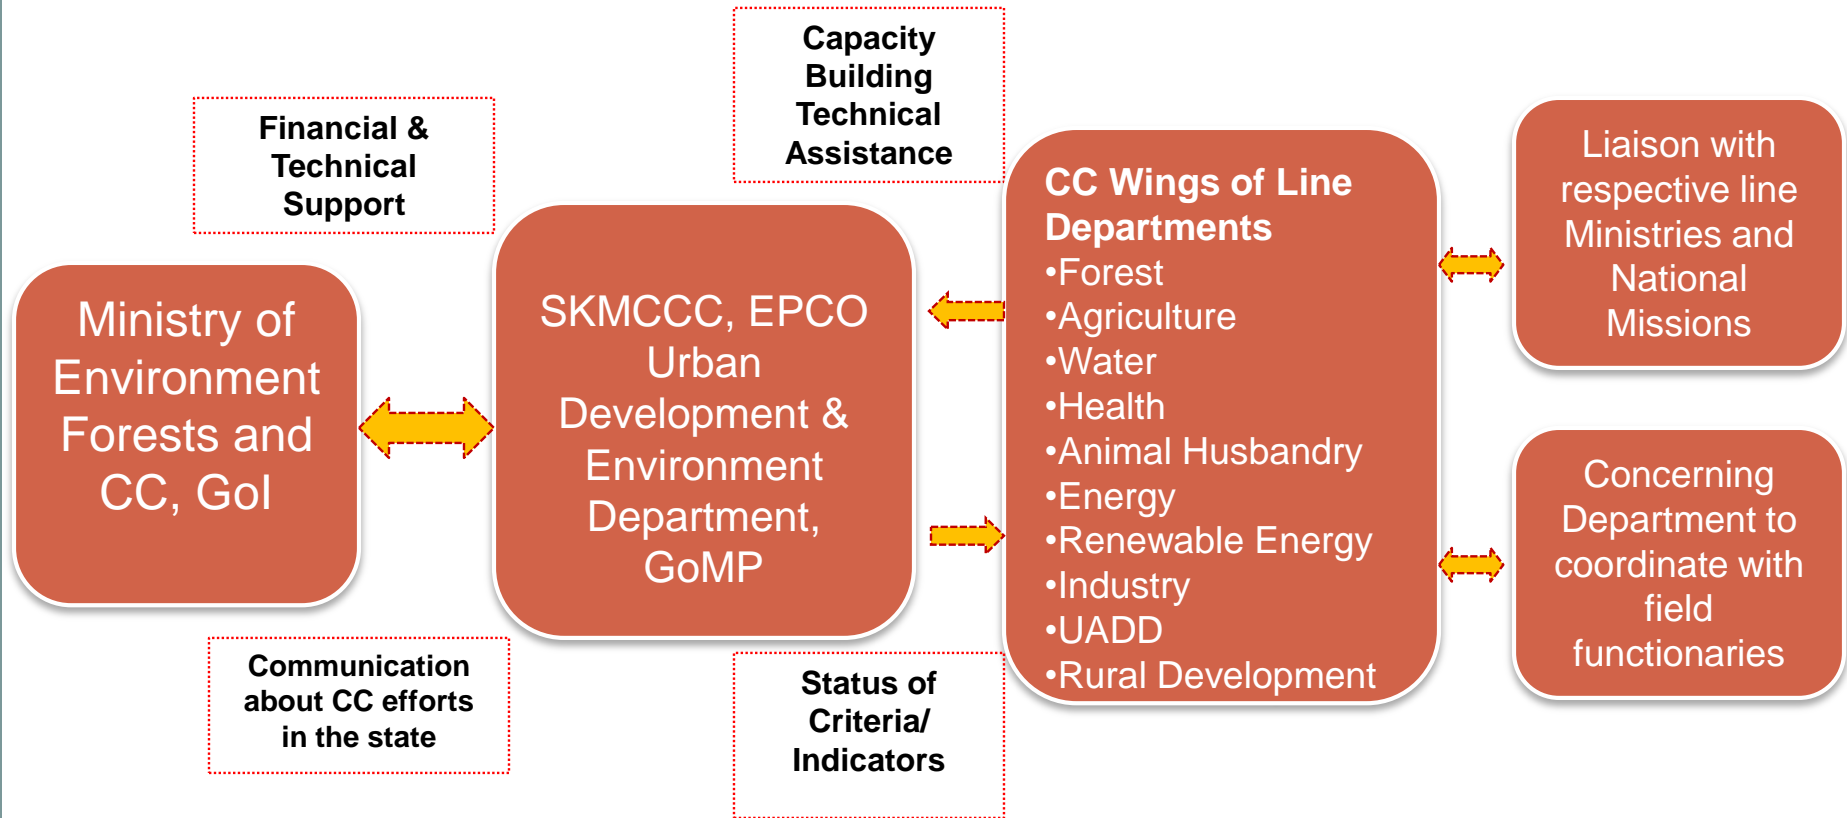 Financial &
Technical
Support
Capacity
Building
Technical
Assistance
Ministry of
Environment
Forests and
CC, GoI
SKMCCC, EPCO
Urban
Development &
Environment
Department,
GoMP
CC Wings of Line
Departments
•Forest
•Agriculture
•Water
•Health
•Animal Husbandry
•Energy
•Renewable Energy
•Industry
•UADD
•Rural Development
Liaison with
respective line
Ministries and
National
Missions
Concerning
Department to
coordinate with
field
functionaries
Communication
about CC efforts
in the state
Status of
Criteria/
Indicators